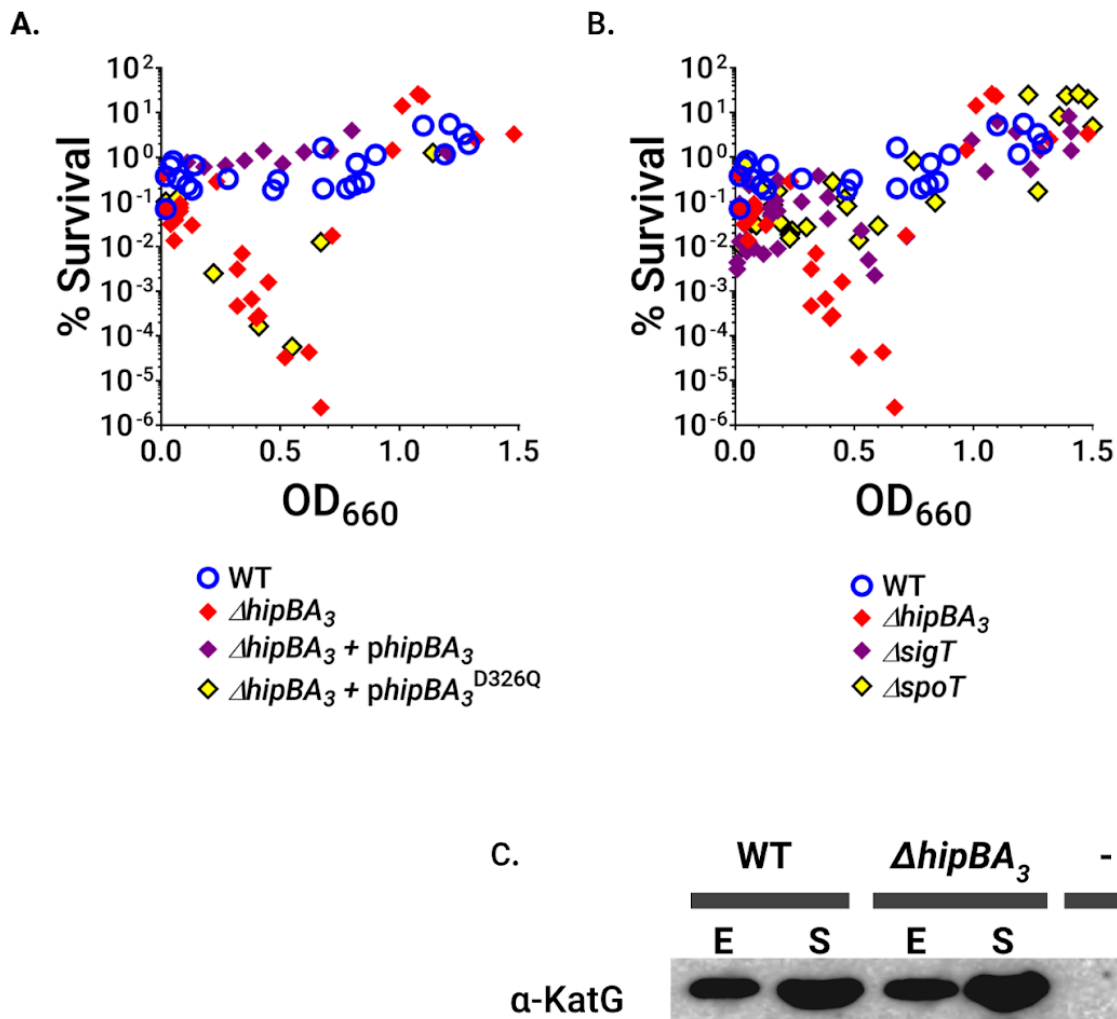 A.
% Survival
10²
10¹
10⁰
10⁻¹
10⁻²
10⁻³
10⁻⁴
10⁻⁵
10⁻⁶
0.0 0.5 1.0 1.5
OD₆₆₀
WT
ΔhipBA₃
ΔhipBA₃ + phipBA₃
ΔhipBA₃ + phipBA₃ᴰ³²⁶Q
B.
% Survival
10²
10¹
10⁰
10⁻¹
10⁻²
10⁻³
10⁻⁴
10⁻⁵
10⁻⁶
0.0 0.5 1.0 1.5
OD₆₆₀
WT
ΔhipBA₃
ΔsigT
ΔspoT
C.
WT ΔhipBA₃ -
E S E S
α-KatG